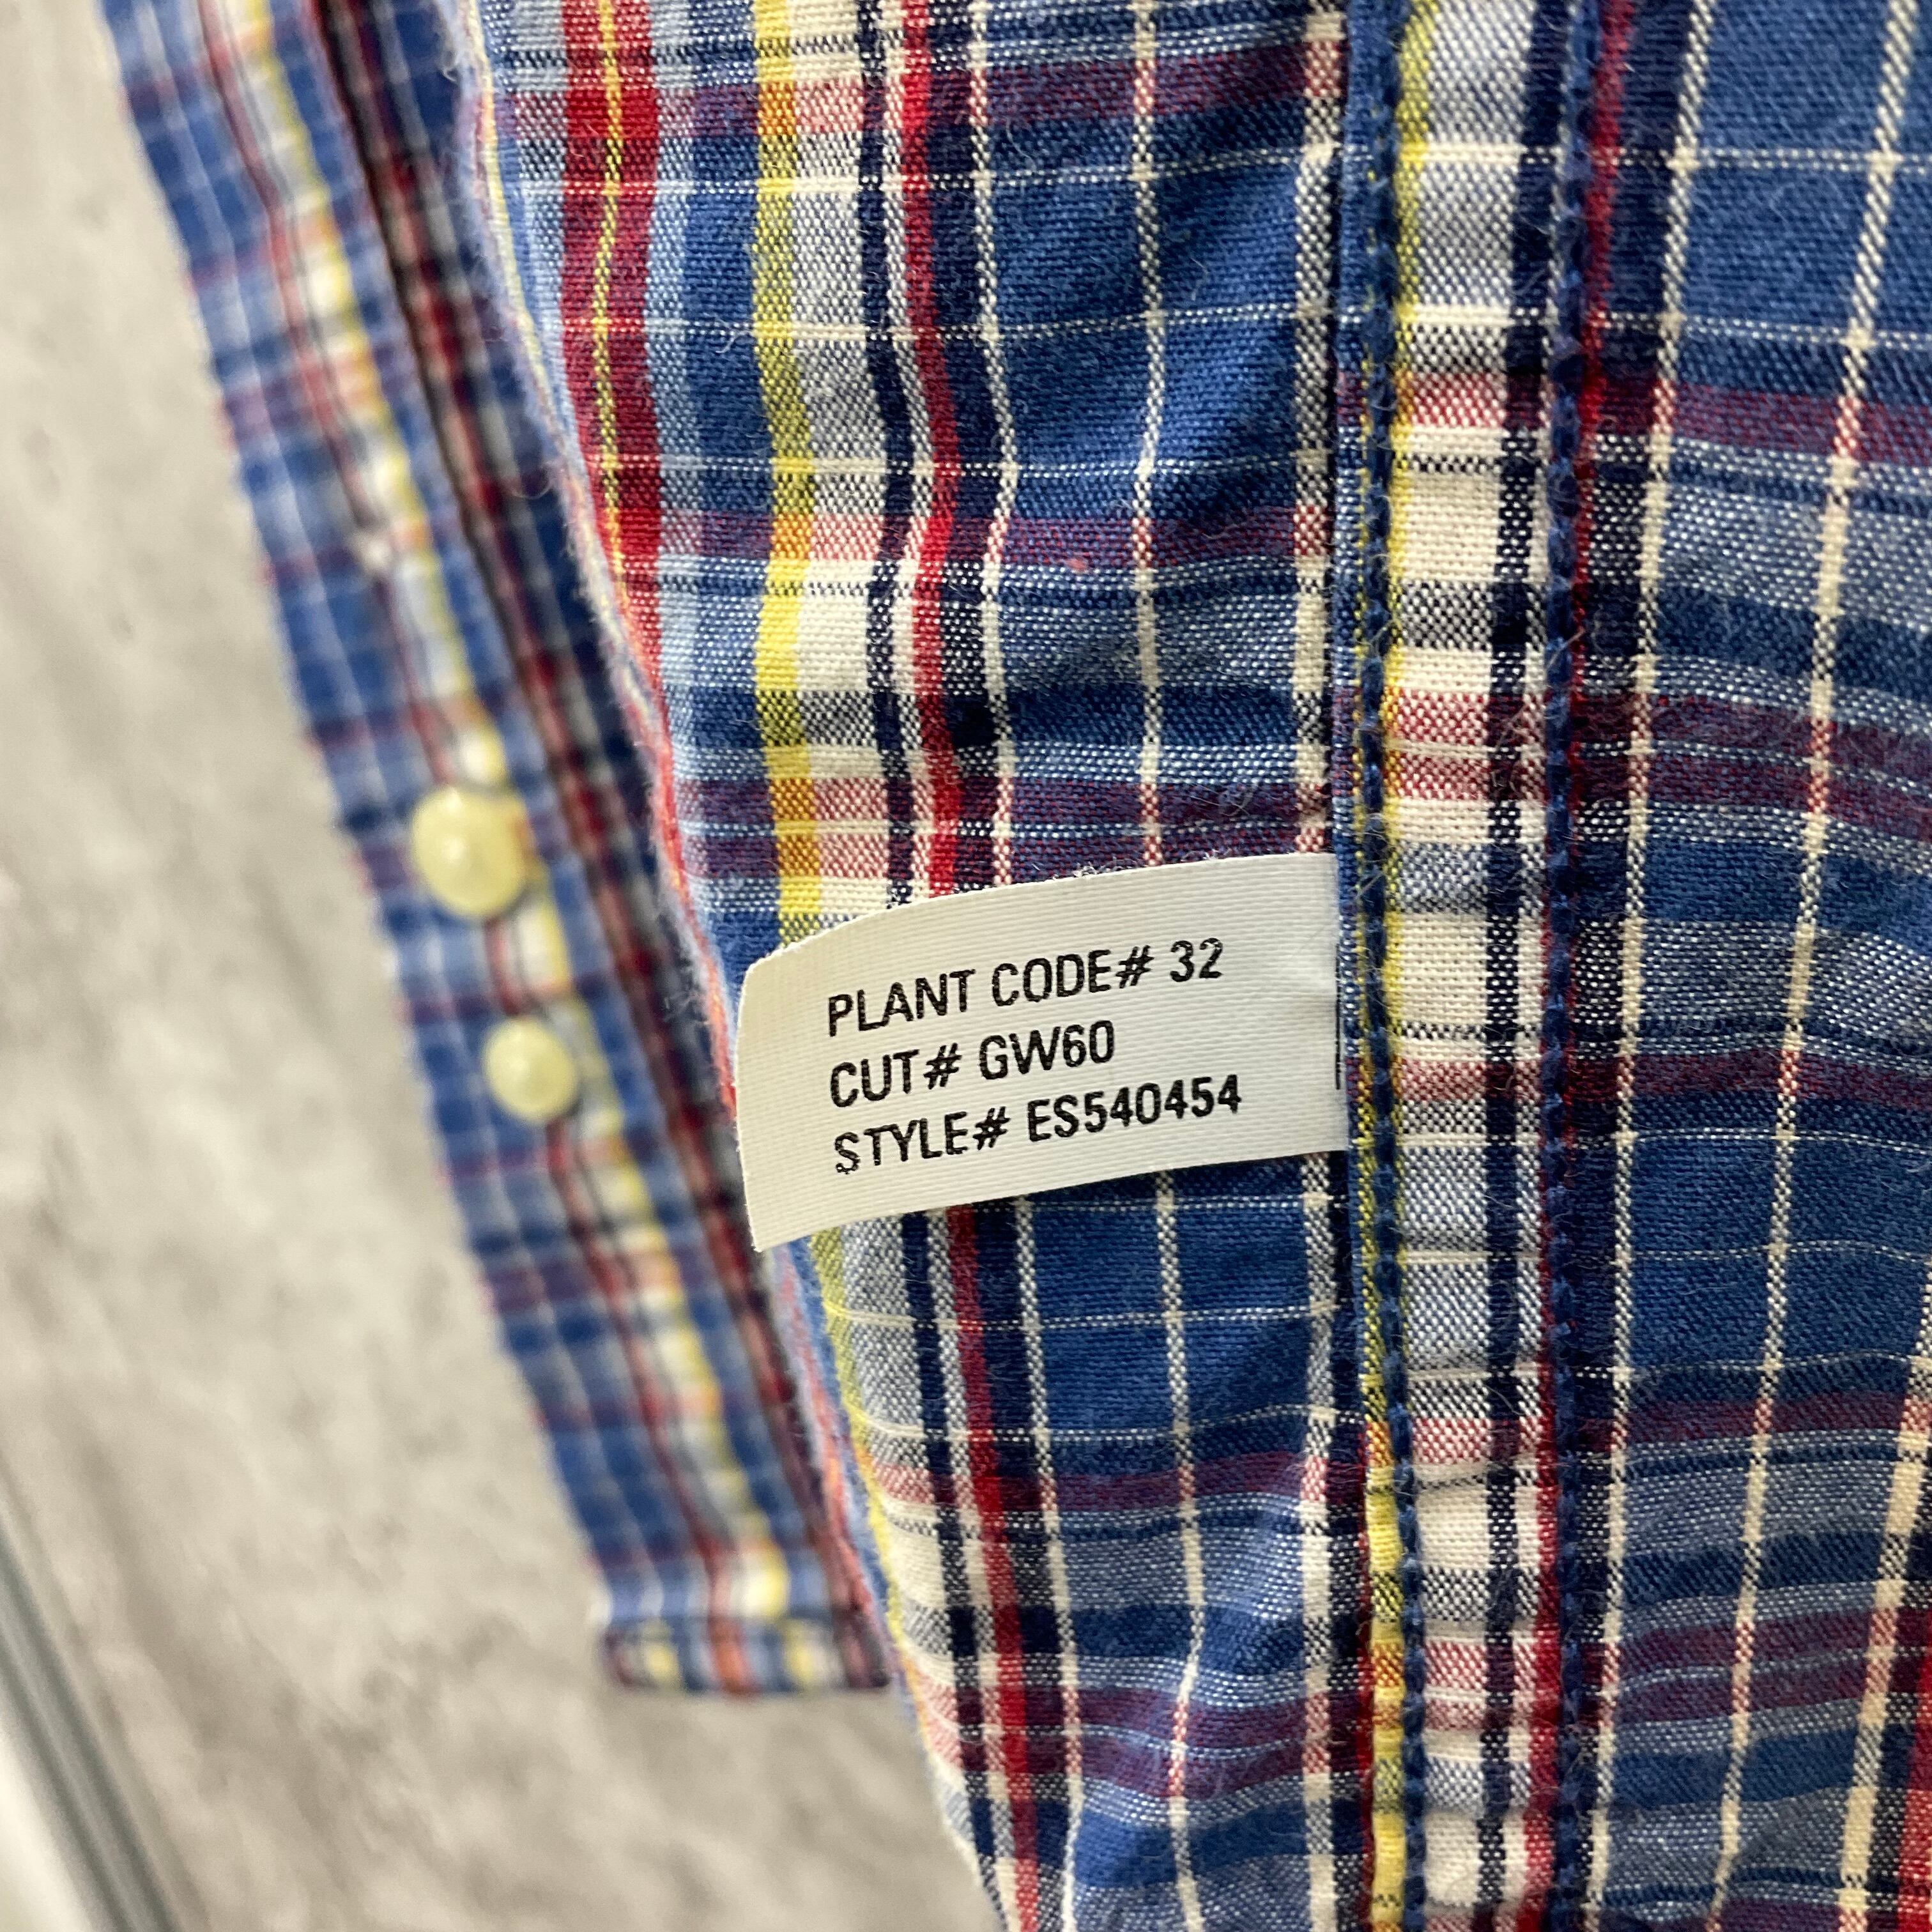 PLANT CODE# 32
CUT# GW60
STYLE# ES540454